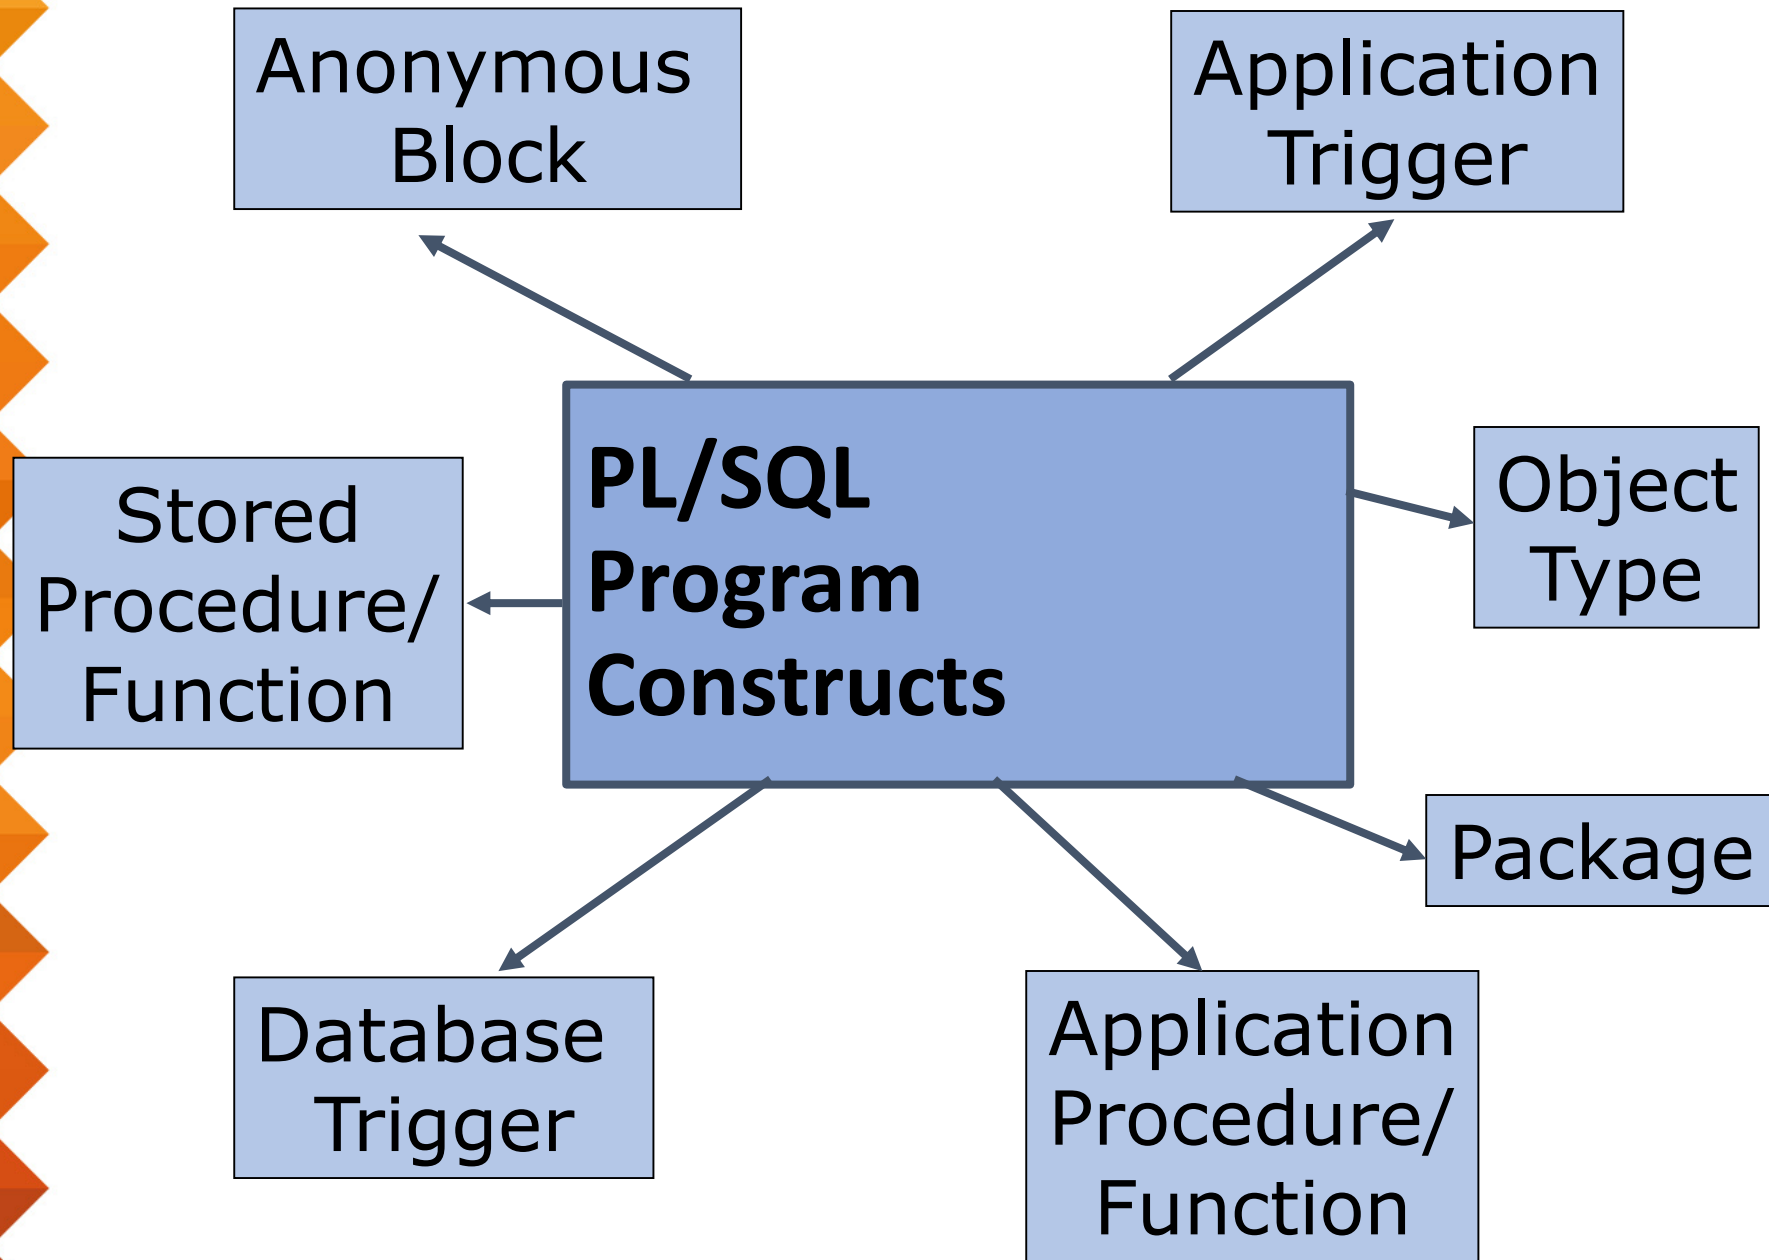 Anonymous
Block
Application
Trigger
PL/SQL
Program
Constructs
Object
Type
Stored
Procedure/
Function
Package
Database
Trigger
Application
Procedure/
Function